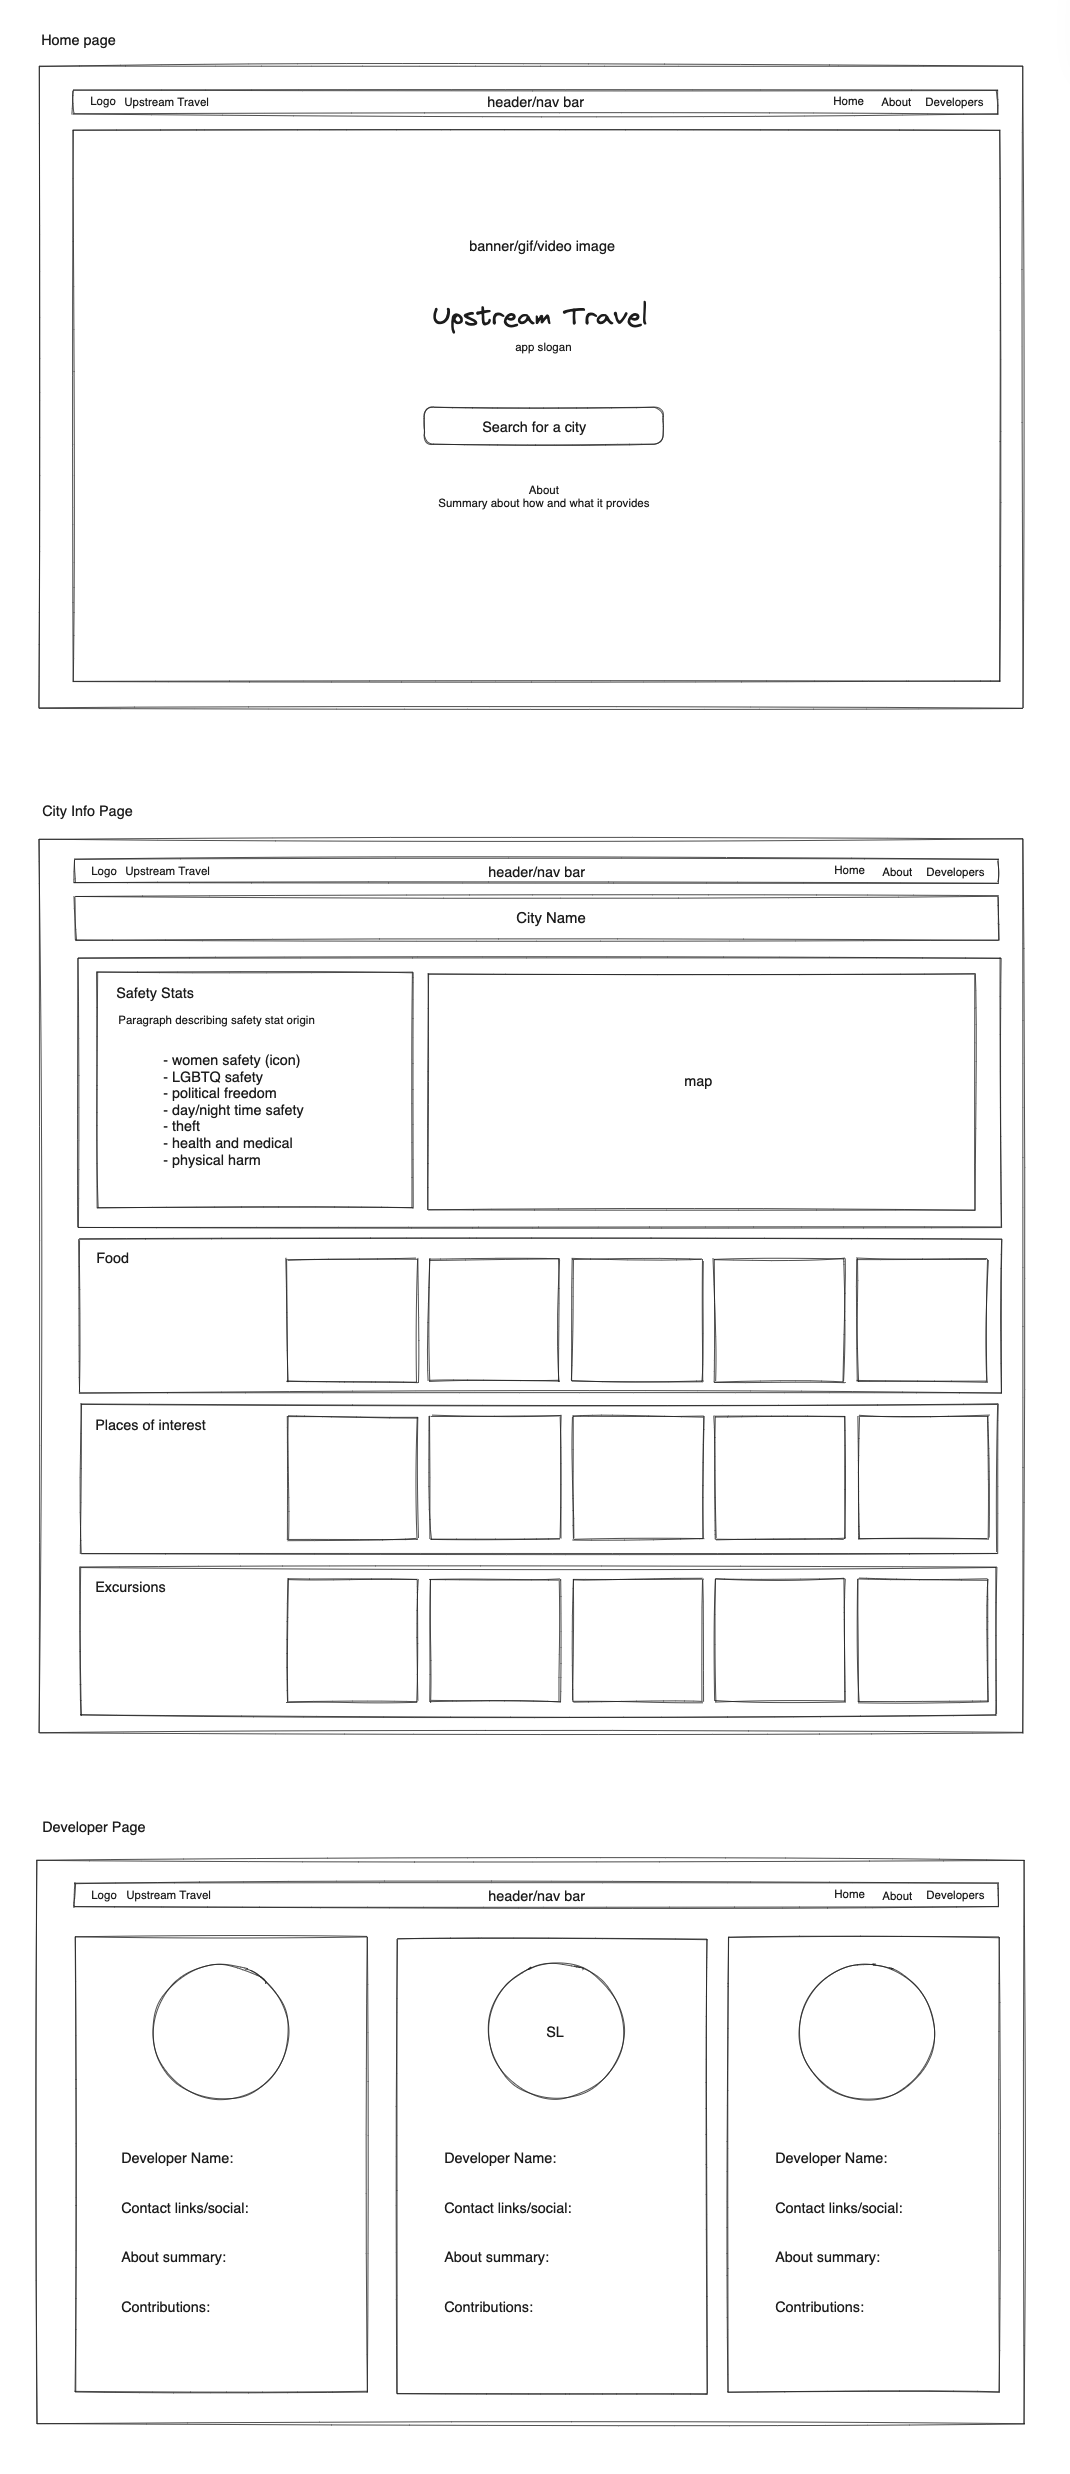 Home page
Logo Upstream Travel header/nav bar Home About Developers
banner/gif/video image
Upstream Travel
app slogan
Search for a city
About
Summary about how and what it provides
City Info Page
Logo Upstream Travel header/nav bar Home About Developers
City Name
Safety Stats
Paragraph describing safety stat origin
- women safety (icon)
- LGBTQ safety
- political freedom
- day/night time safety
- theft
- health and medical
- physical harm
map
Food
Places of interest
Excursions
Developer Page
Logo Upstream Travel header/nav bar Home About Developers
SL
Developer Name: Developer Name: Developer Name:
Contact links/social: Contact links/social: Contact links/social:
About summary: About summary: About summary:
Contributions: Contributions: Contributions: